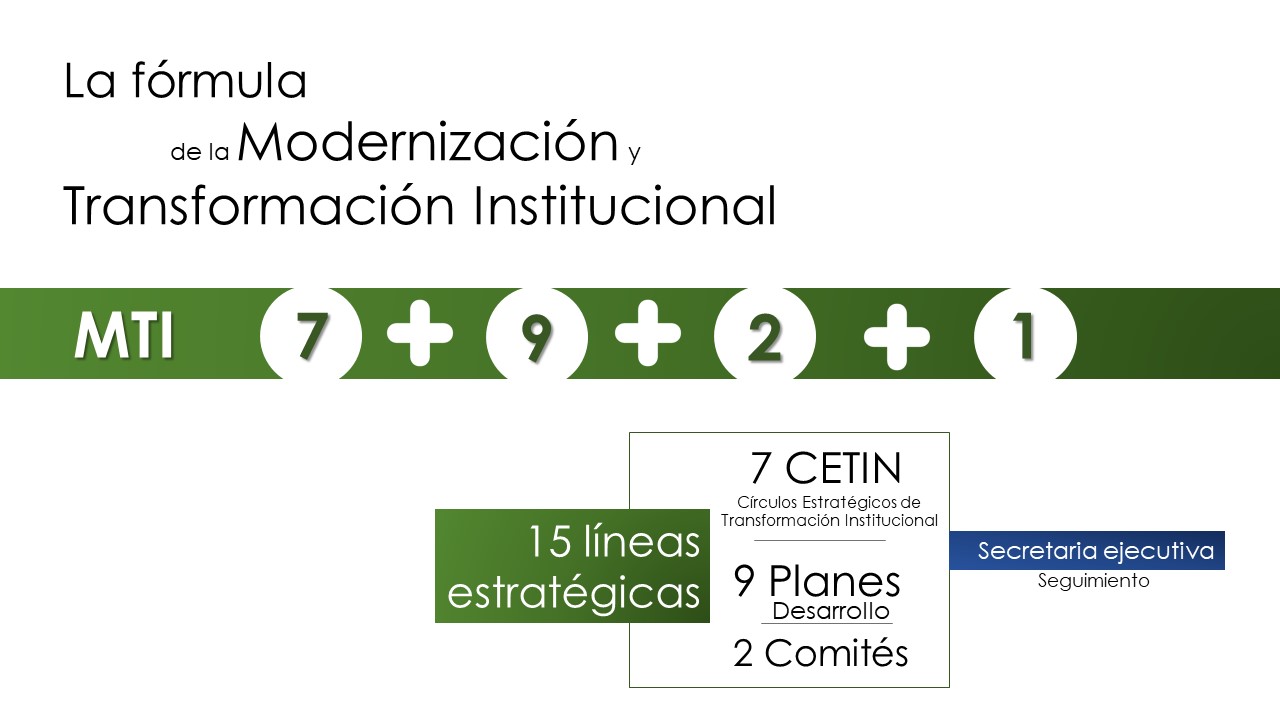 La fórmula
de la Modernización y
Transformación Institucional
MTI 7 + 9 + 2 + 1
15 líneas
estratégicas
7 CETIN
Círculos Estratégicos de
Transformación Institucional
9 Planes
Desarrollo
2 Comités
Secretaria ejecutiva
Seguimiento